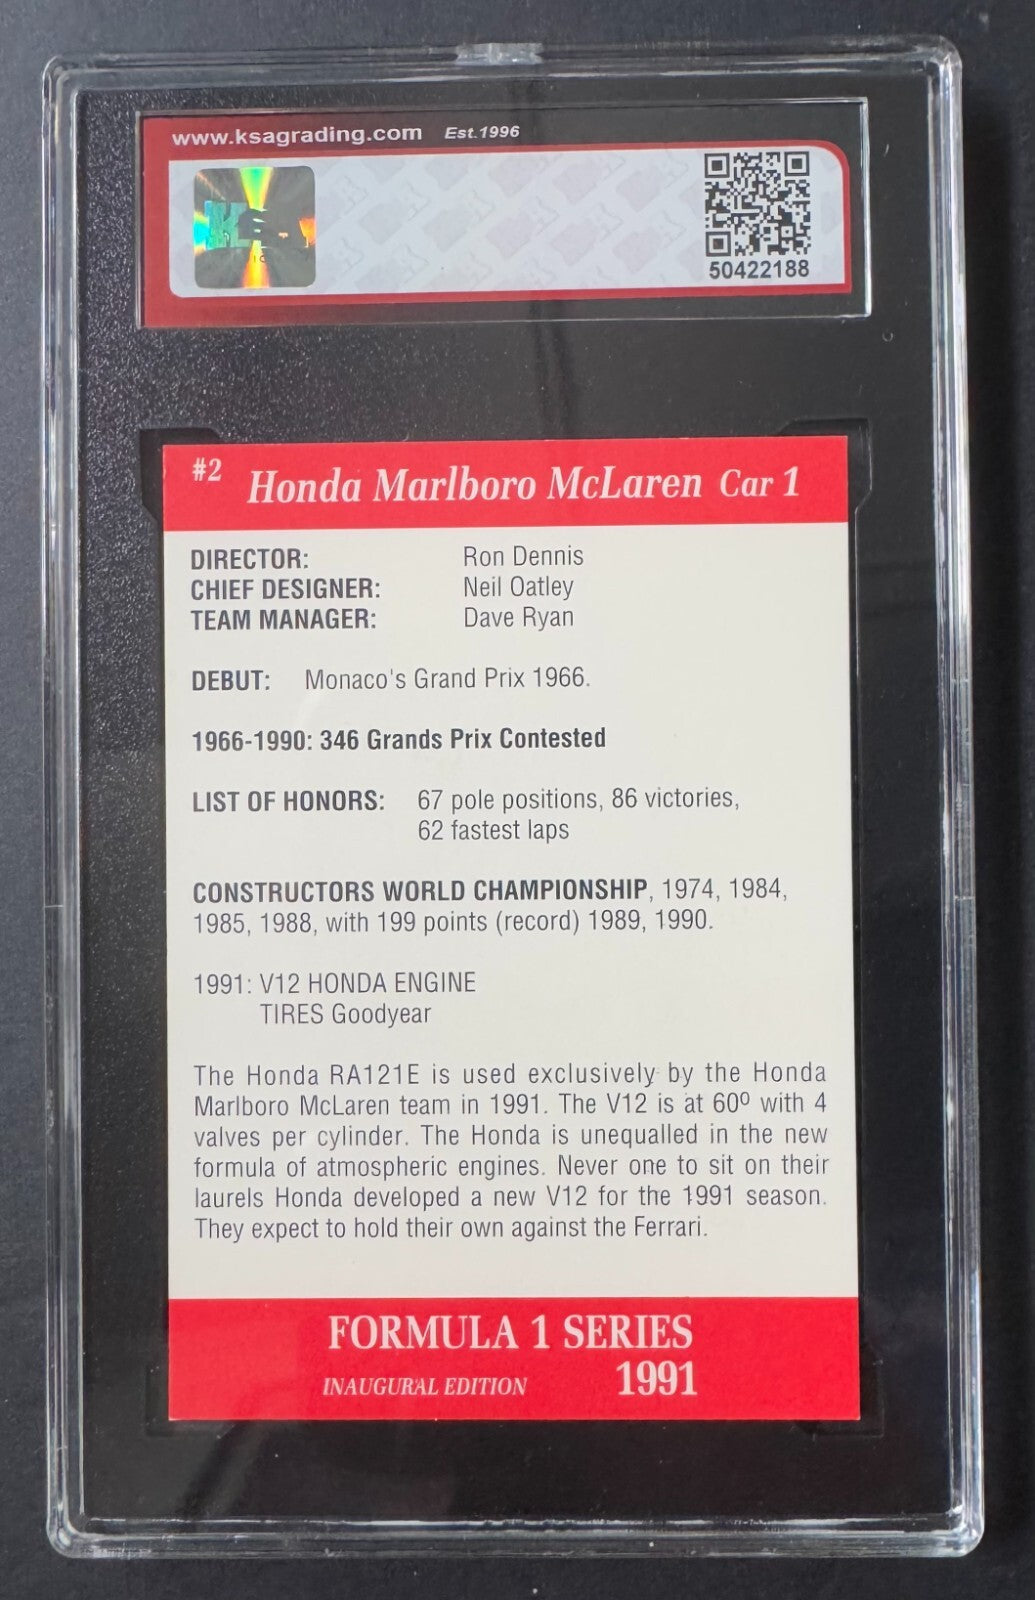 www.ksagrading.com Est.1996
50422188
#2 Honda Marlboro McLaren Car 1
DIRECTOR: Ron Dennis
CHIEF DESIGNER: Neil Oatley
TEAM MANAGER: Dave Ryan
DEBUT: Monaco's Grand Prix 1966.
1966-1990: 346 Grands Prix Contested
LIST OF HONORS: 67 pole positions, 86 victories,
62 fastest laps
CONSTRUCTORS WORLD CHAMPIONSHIP, 1974, 1984,
1985, 1988, with 199 points (record) 1989, 1990.
1991: V12 HONDA ENGINE
TIRES Goodyear
The Honda RA121E is used exclusively by the Honda
Marlboro McLaren team in 1991. The V12 is at 60º with 4
valves per cylinder. The Honda is unequalled in the new
formula of atmospheric engines. Never one to sit on their
laurels Honda developed a new V12 for the 1991 season.
They expect to hold their own against the Ferrari.
FORMULA 1 SERIES
INAUGURAL EDITION 1991